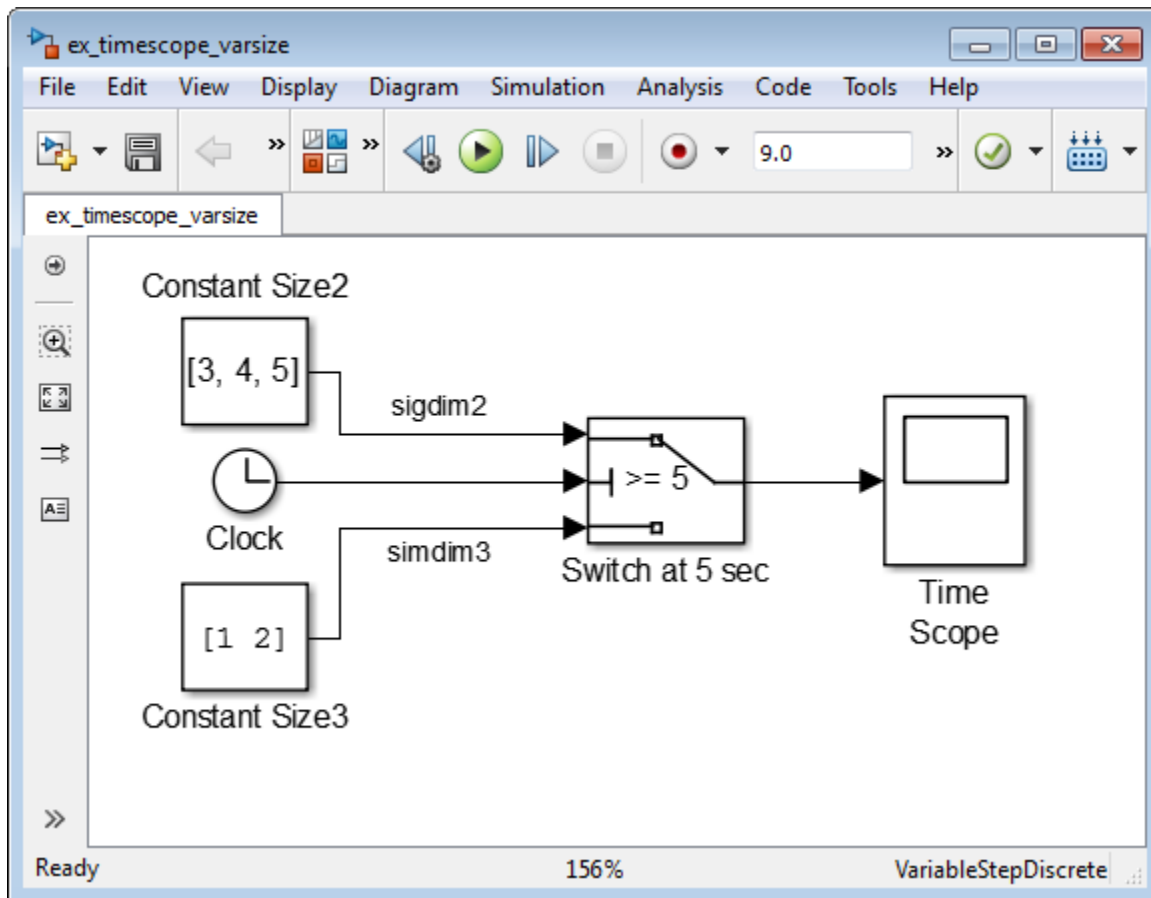 ex_timescope_varsize
File Edit View Display Diagram Simulation Analysis Code Tools Help
» » 9.0 »
ex_timescope_varsize
Constant Size2
[3, 4, 5]
sigdim2
>= 5
Clock
simdim3
Switch at 5 sec
Time
Scope
[1 2]
Constant Size3
A
»
Ready 156% VariableStepDiscrete